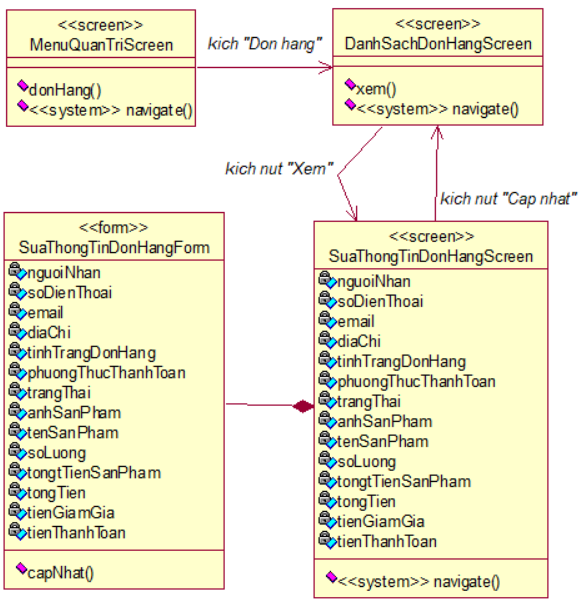 <<screen>>
MenuQuanTriScreen
donHang()
<<system>> navigate()
kich "Don hang"
<<screen>>
DanhSachDonHangScreen
xem()
<<system>> navigate()
kich nut "Xem"
kich nut "Cap nhat"
<<form>>
SuaThongTinDonHangForm
nguoiNhan
soDienThoai
email
diaChi
tinhTrangDonHang
phuongThucThanhToan
trangThai
anhSanPham
tenSanPham
soLuong
tongtTienSanPham
tongTien
tienGiamGia
tienThanhToan
capNhat()
<<screen>>
SuaThongTinDonHangScreen
nguoiNhan
soDienThoai
email
diaChi
tinhTrangDonHang
phuongThucThanhToan
trangThai
anhSanPham
tenSanPham
soLuong
tongtTienSanPham
tongTien
tienGiamGia
tienThanhToan
<<system>> navigate()